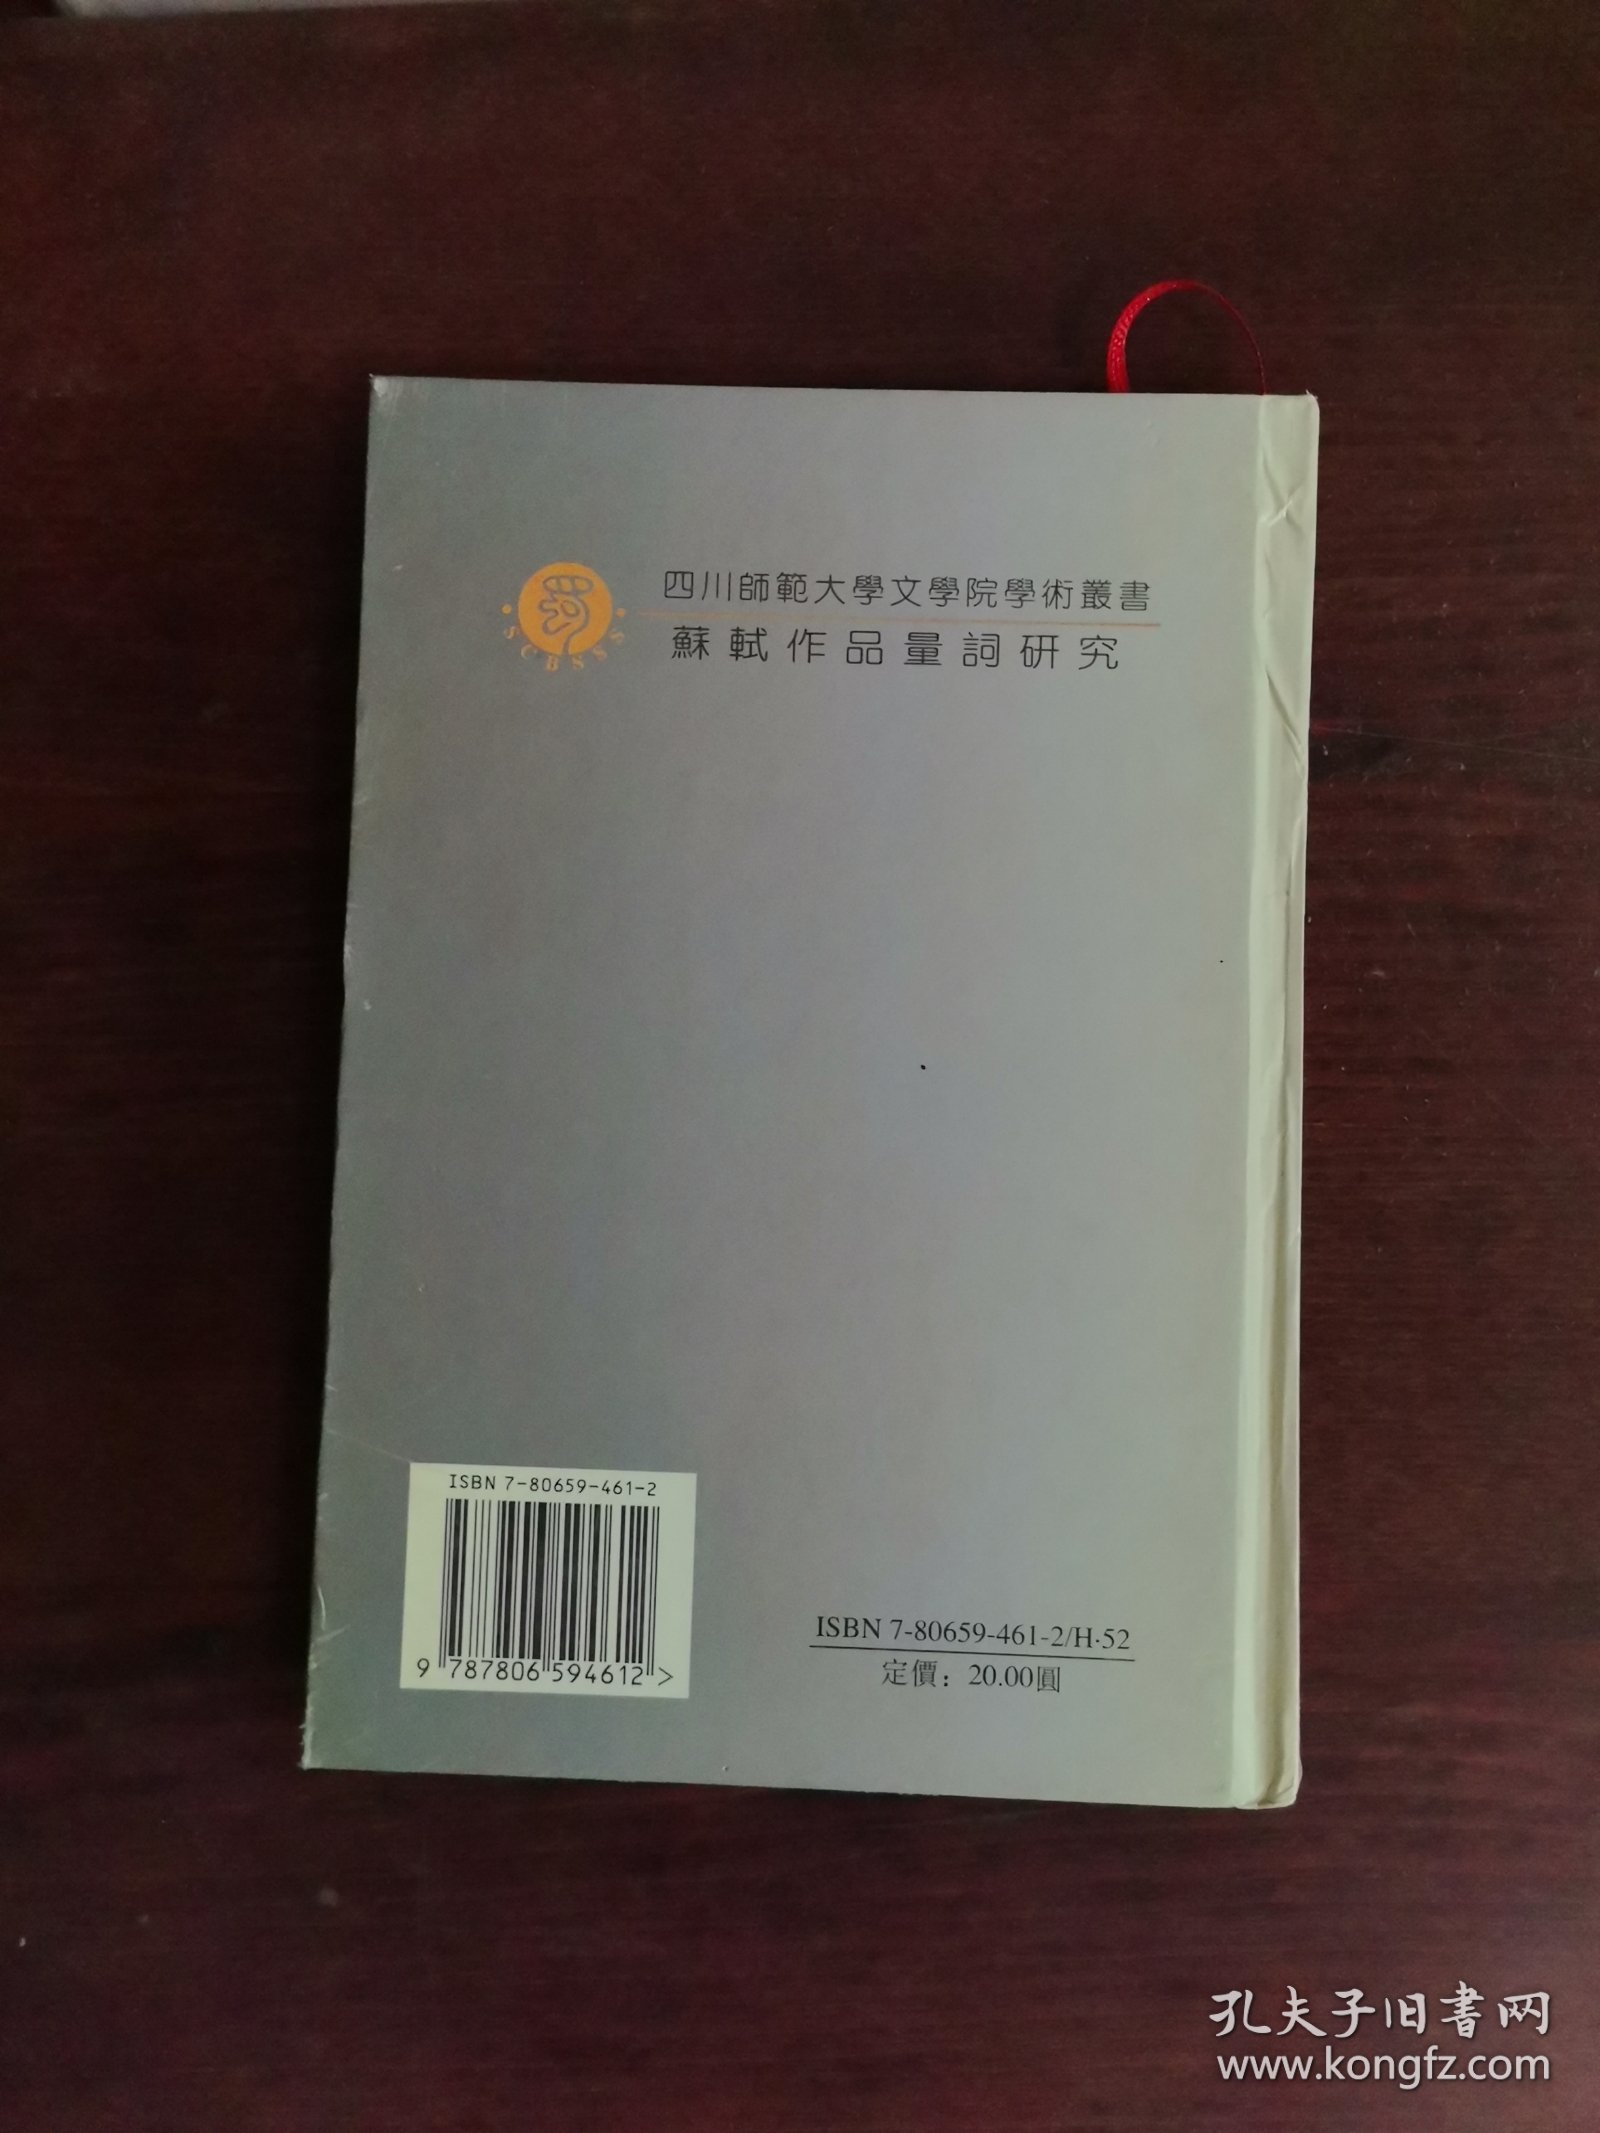 四川師範大學文學院學術叢書
蘇軾作品量詞研究
SCBSSS
ISBN 7-80659-461-2
9 787806 594612 >
ISBN 7-80659-461-2/H·52
定價：20.00圓
孔夫子旧書网
www.kongfz.com